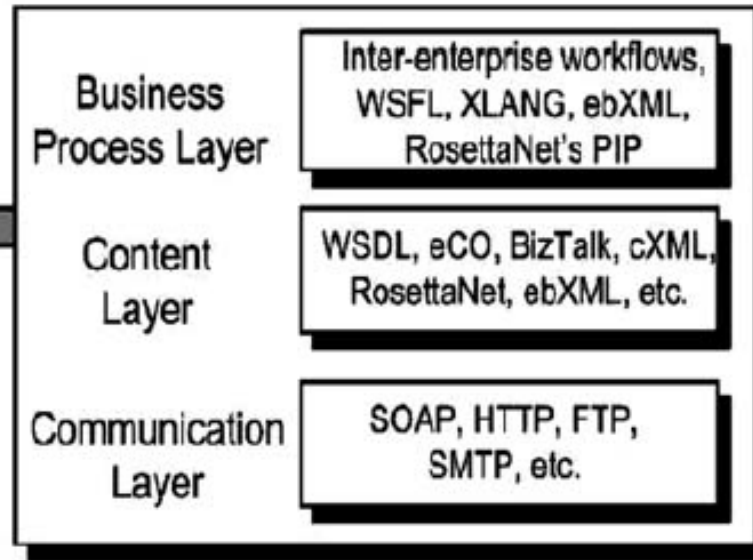 Business
Process Layer
Inter-enterprise workflows,
WSFL, XLANG, ebXML,
RosettaNet's PIP
Content
Layer
WSDL, eCO, BizTalk, cXML,
RosettaNet, ebXML, etc.
Communication
Layer
SOAP, HTTP, FTP,
SMTP, etc.